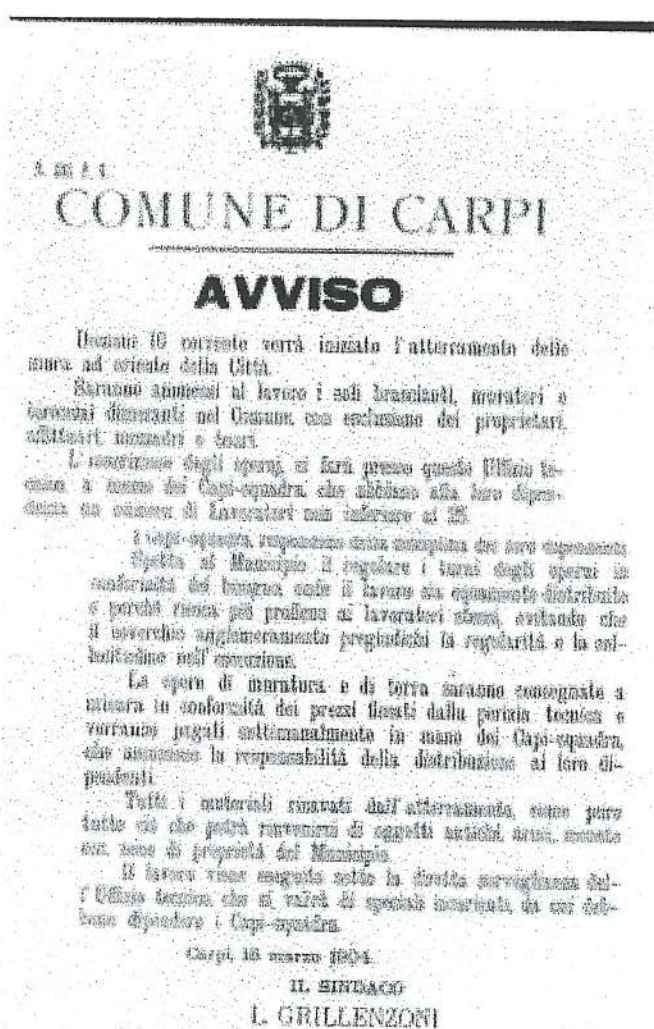 COMUNE DI CARPI
AVVISO
Domani 16 corrente verrà iniziato l'atterramento delle
mura ad oriente della Città.
Saranno ammessi al lavoro i soli braccianti, muratori e
terrazzai dimoranti nel Comune, con esclusione dei proprietari,
affittuari, mezzadri e
L'inscrizione degli operai, si farà presso questo Ufficio te-
cnico, a mezzo dei Capi-squadra, che abbiano alla loro dipen-
denza un numero di Lavoratori non inferiore ai 25.
I capi-squadra, della dei loro dipendenti
Spetta al Municipio il regolare i turni degli operai in
conformità del bisogno onde il lavoro sia equamente distribuito
e perchè riesca più proficuo ai lavoratori stessi, evitando che
il soverchio agglomeramento pregiudichi la regolarità e la sol-
lecitudine nell'esecuzione.
Le opere di muratura e di terra saranno consegnate a
misura in conformità dei prezzi fissati dalla perizia tecnica e
verranno pagati settimanalmente in mano dei Capi-squadra,
che assumono la responsabilità della distribuzione ai loro di-
pendenti.
Tutti i materiali ricavati dall'atterramento, come pure
tutto ciò che potrà rinvenirsi di oggetti antichi, armi, monete
ecc. sono di proprietà del Municipio.
Il lavoro viene eseguito sotto la diretta sorveglianza del-
l'Ufficio tecnico che si varrà di speciali incaricati, da cui deb-
bono dipendere i Capi-squadra.
Carpi, marzo 1904.
IL SINDACO
L. GRILLENZONI